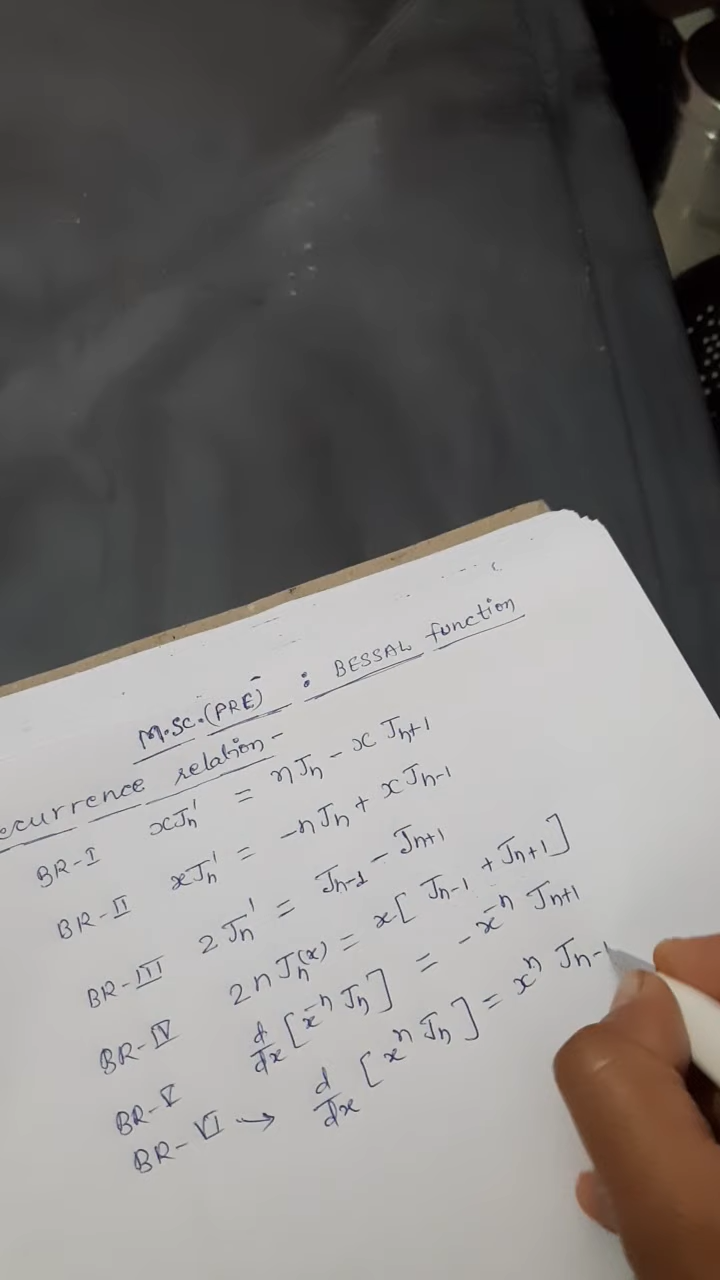 M.SC.(PRE) : BESSAL function
ecurrence relation-
BR-I xJn' = nJn - x Jn+1
BR-II xJn' = -nJn + xJn-1
BR-III 2Jn' = Jn-1 - Jn+1
BR-IV 2nJn(x) = x[Jn-1 + Jn+1]
BR-V d/dx [x^-n Jn] = -x^-n Jn+1
BR-VI → d/dx [x^n Jn] = x^n Jn-1